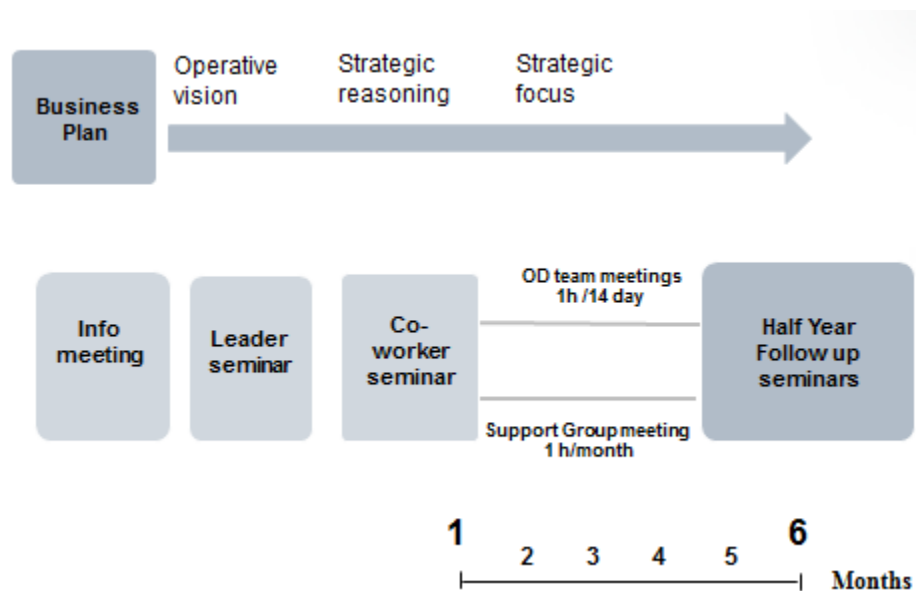 Business
Plan
Operative
vision
Strategic
reasoning
Strategic
focus
Info
meeting
Leader
seminar
Co-
worker
seminar
OD team meetings
1h /14 day
Support Group meeting
1 h/month
Half Year
Follow up
seminars
1 2 3 4 5 6 Months